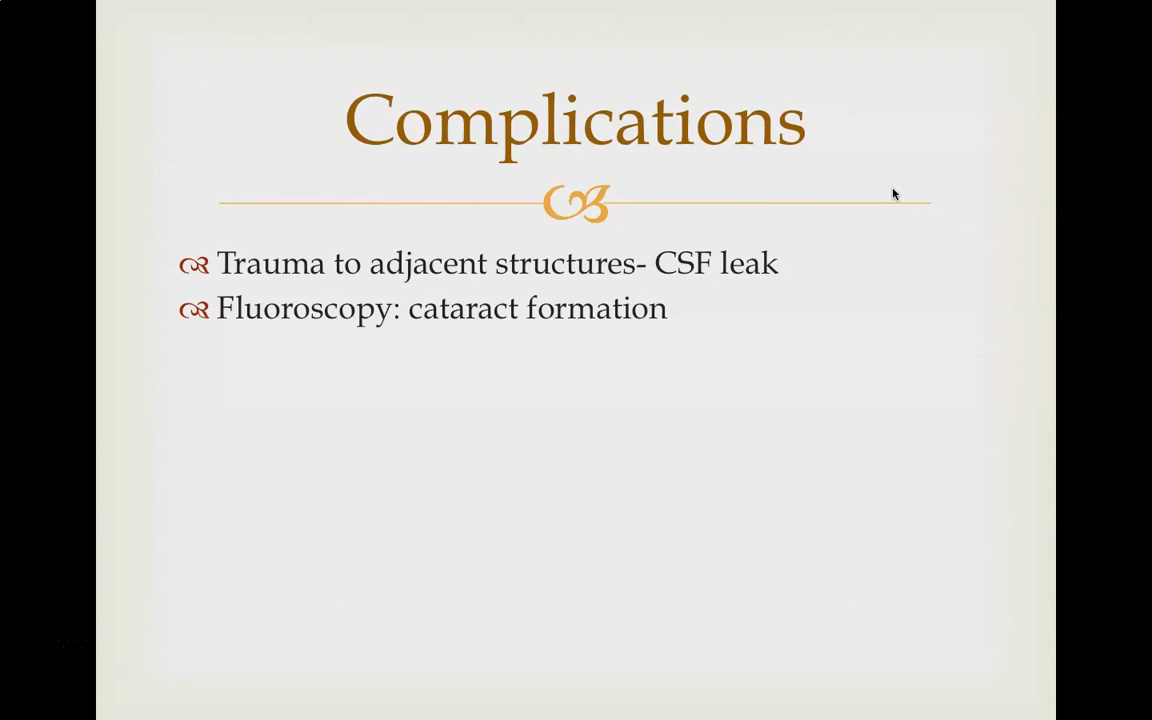 Complications
Trauma to adjacent structures- CSF leak
Fluoroscopy: cataract formation